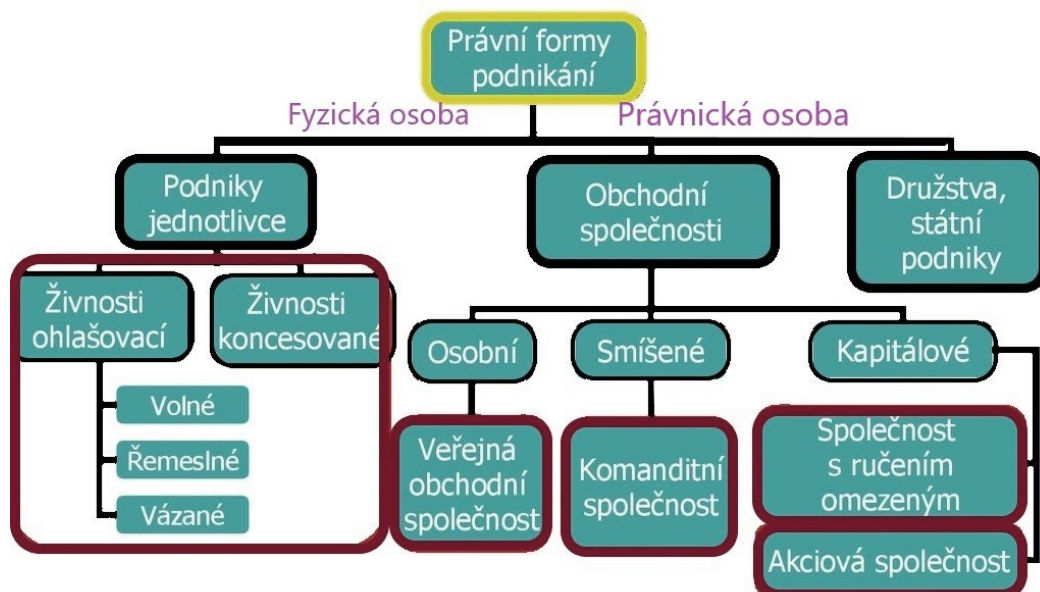 Právní formy
podnikání
Fyzická osoba
Právnická osoba
Podniky
jednotlivce
Obchodní
společnosti
Družstva,
státní
podniky
Živnosti
ohlašovací
Živnosti
koncesované
Osobní
Smíšené
Kapitálové
Volné
Řemeslné
Vázané
Veřejná
obchodní
společnost
Komanditní
společnost
Společnost
s ručením
omezeným
Akciová společnost